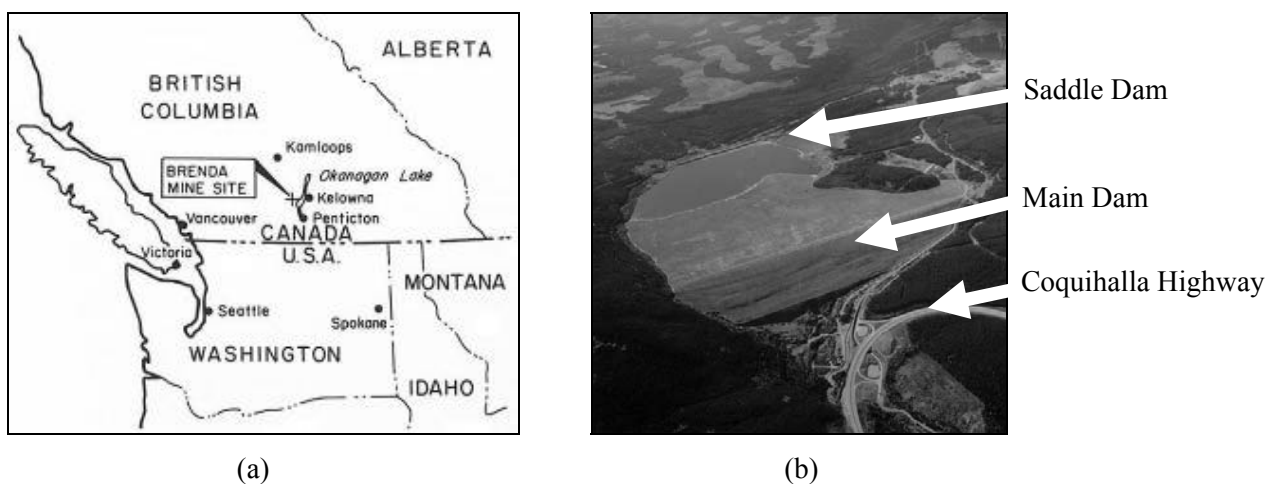 ALBERTA
BRITISH
COLUMBIA
Kamloops
BRENDA
MINE SITE
Okanagan Lake
Kelowna
Penticton
Vancouver
CANADA
U.S.A.
Victoria
MONTANA
Seattle
Spokane
WASHINGTON
IDAHO
(a)
Saddle Dam
Main Dam
Coquihalla Highway
(b)